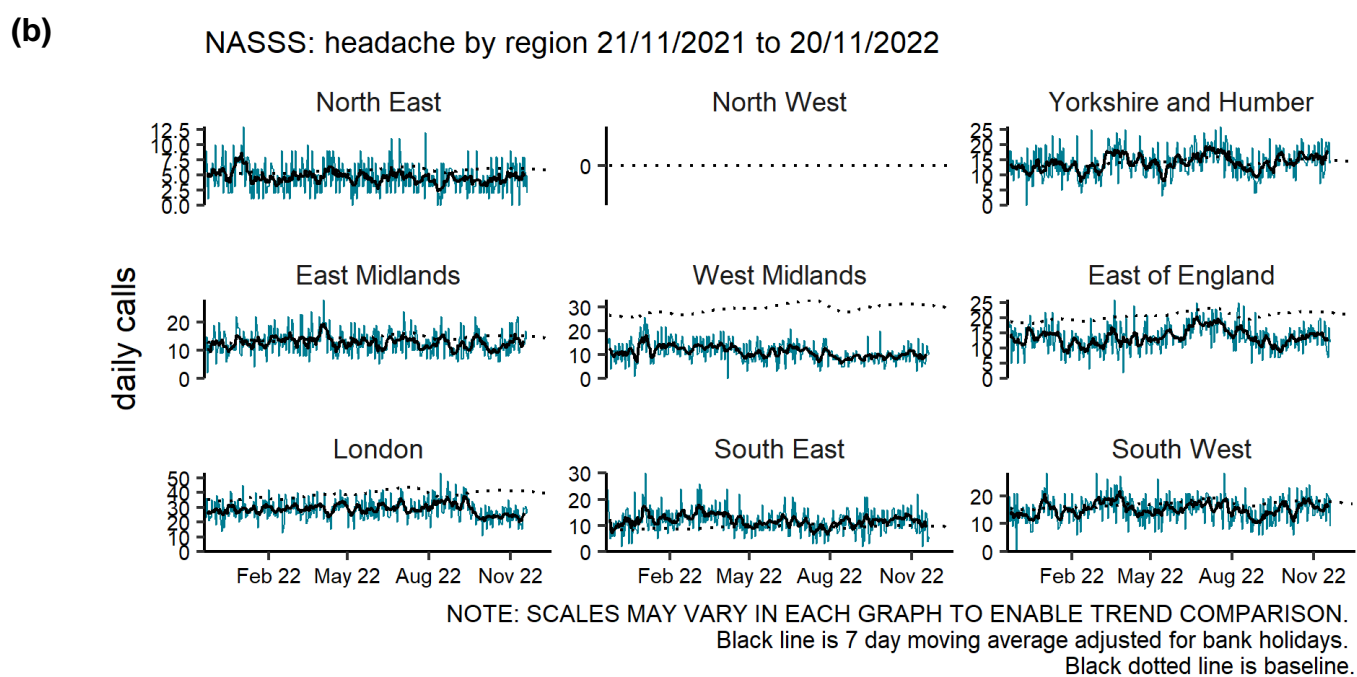 (b)
NASSS: headache by region 21/11/2021 to 20/11/2022
North East
North West
Yorkshire and Humber
12.5
10.0
7.5
5.0
2.5
0.0
0
25
20
15
10
5
0
daily calls
East Midlands
West Midlands
East of England
20
10
0
30
20
10
0
25
20
15
10
5
0
London
South East
South West
50
40
30
20
10
0
30
20
10
0
20
10
0
Feb 22 May 22 Aug 22 Nov 22
Feb 22 May 22 Aug 22 Nov 22
Feb 22 May 22 Aug 22 Nov 22
NOTE: SCALES MAY VARY IN EACH GRAPH TO ENABLE TREND COMPARISON.
Black line is 7 day moving average adjusted for bank holidays.
Black dotted line is baseline.